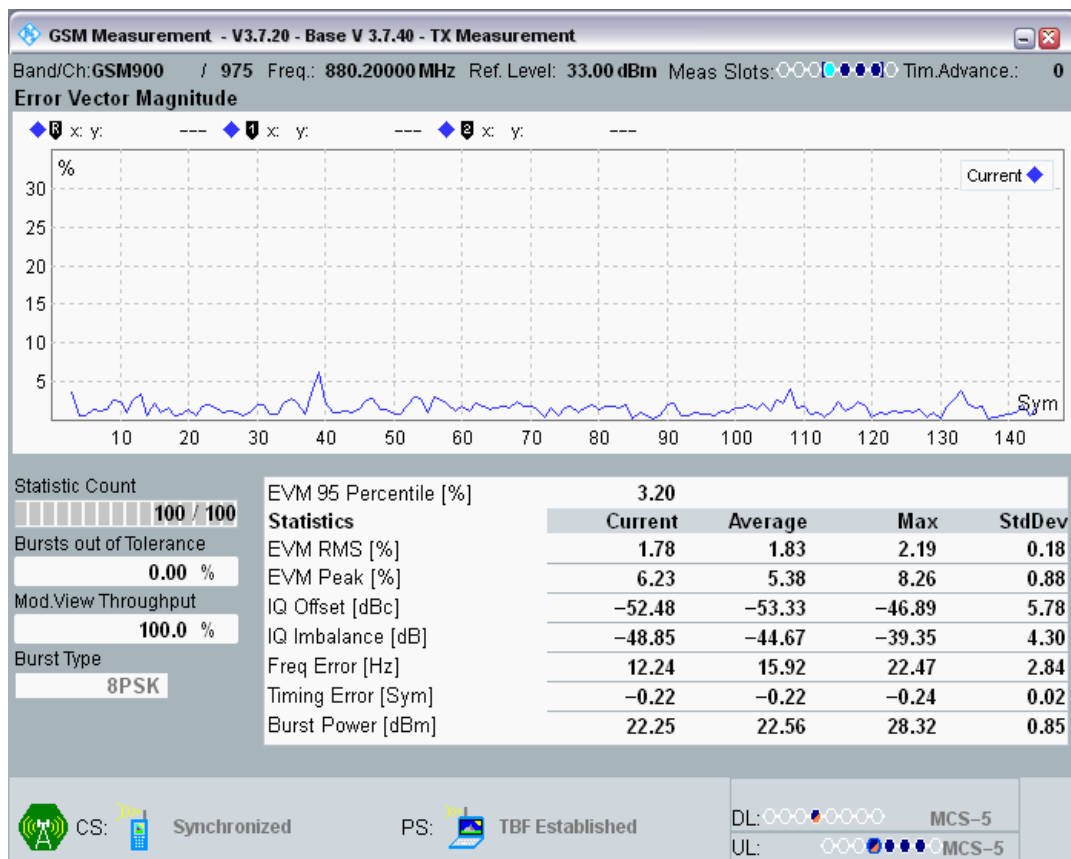 GSM Measurement - V3.7.20 - Base V 3.7.40 - TX Measurement
Band/Ch:GSM900 / 975 Freq.: 880.20000 MHz Ref. Level: 33.00 dBm Meas Slots: Tim.Advance.: 0
Error Vector Magnitude
R x: y: --- 1 x: y: --- 2 x: y: ---
%
Current
30
25
20
15
10
5
Sym
10 20 30 40 50 60 70 80 90 100 110 120 130 140
Statistic Count
100 / 100
Bursts out of Tolerance
0.00 %
Mod.View Throughput
100.0 %
Burst Type
8PSK
EVM 95 Percentile [%] 3.20
Statistics Current Average Max StdDev
EVM RMS [%] 1.78 1.83 2.19 0.18
EVM Peak [%] 6.23 5.38 8.26 0.88
IQ Offset [dBc] −52.48 −53.33 −46.89 5.78
IQ Imbalance [dB] −48.85 −44.67 −39.35 4.30
Freq Error [Hz] 12.24 15.92 22.47 2.84
Timing Error [Sym] −0.22 −0.22 −0.24 0.02
Burst Power [dBm] 22.25 22.56 28.32 0.85
CS: Synchronized PS: TBF Established
DL: MCS−5
UL: MCS−5